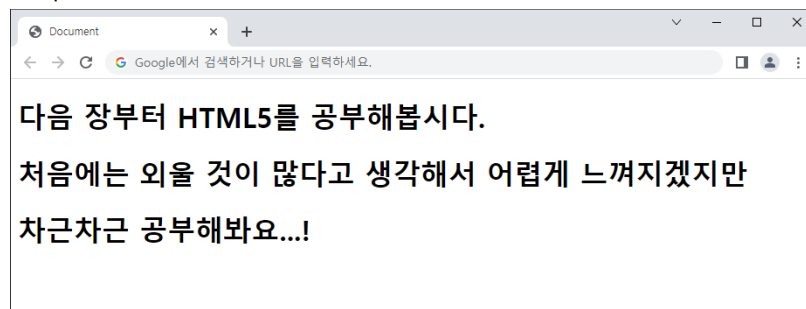 Document
Google에서 검색하거나 URL을 입력하세요.
다음 장부터 HTML5를 공부해봅시다.
처음에는 외울 것이 많다고 생각해서 어렵게 느껴지겠지만
차근차근 공부해봐요...!